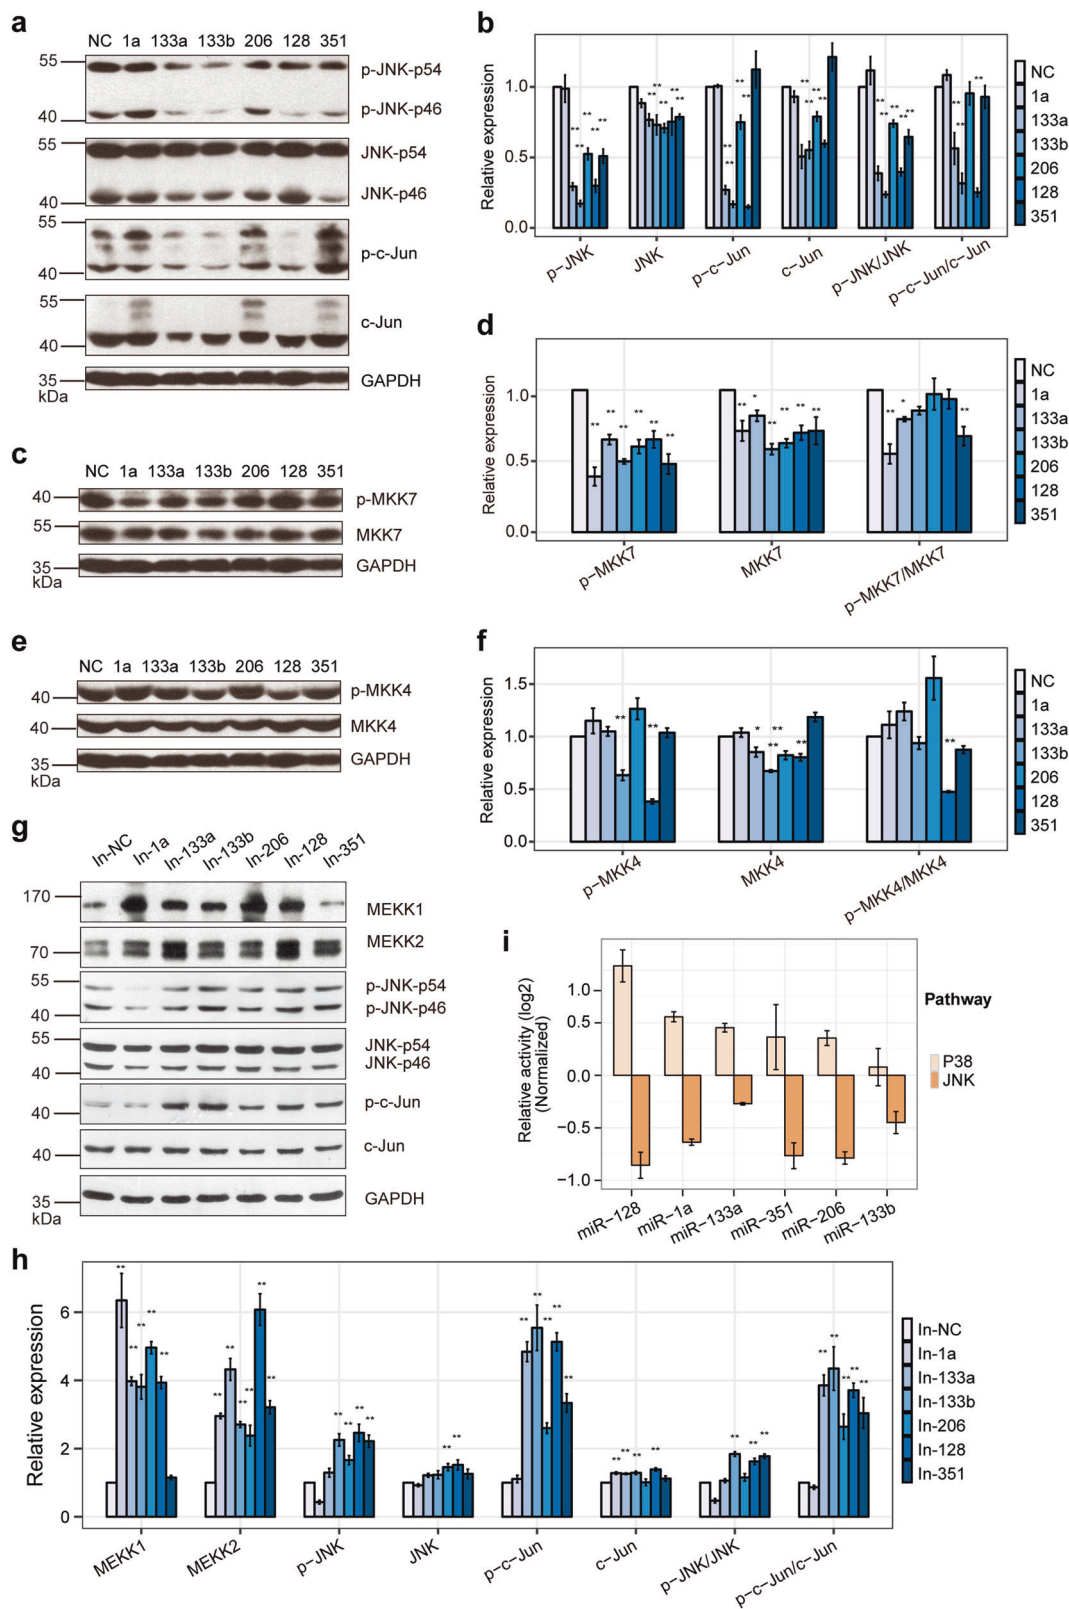 a
NC 1a 133a 133b 206 128 351
55
p-JNK-p54
p-JNK-p46
40
55
JNK-p54
JNK-p46
40
55
p-c-Jun
40
55
c-Jun
40
35
GAPDH
kDa
b
Relative expression
1.0
0.5
0.0
** ** ** ** **
** ** ** ** ** **
** ** ** ** **
** ** ** ** **
** ** ** ** **
** ** ** **
p−JNK
JNK
p−c−Jun
c−Jun
p−JNK/JNK
p−c−Jun/c−Jun
NC
1a
133a
133b
206
128
351
c
NC 1a 133a 133b 206 128 351
40
p-MKK7
55
MKK7
35
GAPDH
kDa
d
Relative expression
1.0
0.5
0.0
** ** ** ** ** **
** * ** ** ** **
** * **
p−MKK7
MKK7
p−MKK7/MKK7
NC
1a
133a
133b
206
128
351
e
NC 1a 133a 133b 206 128 351
40
p-MKK4
40
MKK4
35
GAPDH
kDa
f
Relative expression
1.5
1.0
0.5
0.0
** **
* ** ** **
**
p−MKK4
MKK4
p−MKK4/MKK4
NC
1a
133a
133b
206
128
351
g
In-NC In-1a In-133a In-133b In-206 In-128 In-351
170
MEKK1
70
MEKK2
55
p-JNK-p54
p-JNK-p46
40
55
JNK-p54
JNK-p46
40
p-c-Jun
40
c-Jun
40
GAPDH
35
kDa
i
Relative activity (log2)
(Normalized)
1.0
0.5
0.0
−0.5
−1.0
miR−128
miR−1a
miR−133a
miR−351
miR−206
miR−133b
Pathway
P38
JNK
h
Relative expression
6
4
2
0
** ** ** ** **
** ** ** ** ** **
** ** ** **
** **
** ** ** ** **
** ** ** **
** ** **
** ** ** ** **
MEKK1
MEKK2
p−JNK
JNK
p−c−Jun
c−Jun
p−JNK/JNK
p−c−Jun/c−Jun
In-NC
In-1a
In-133a
In-133b
In-206
In-128
In-351